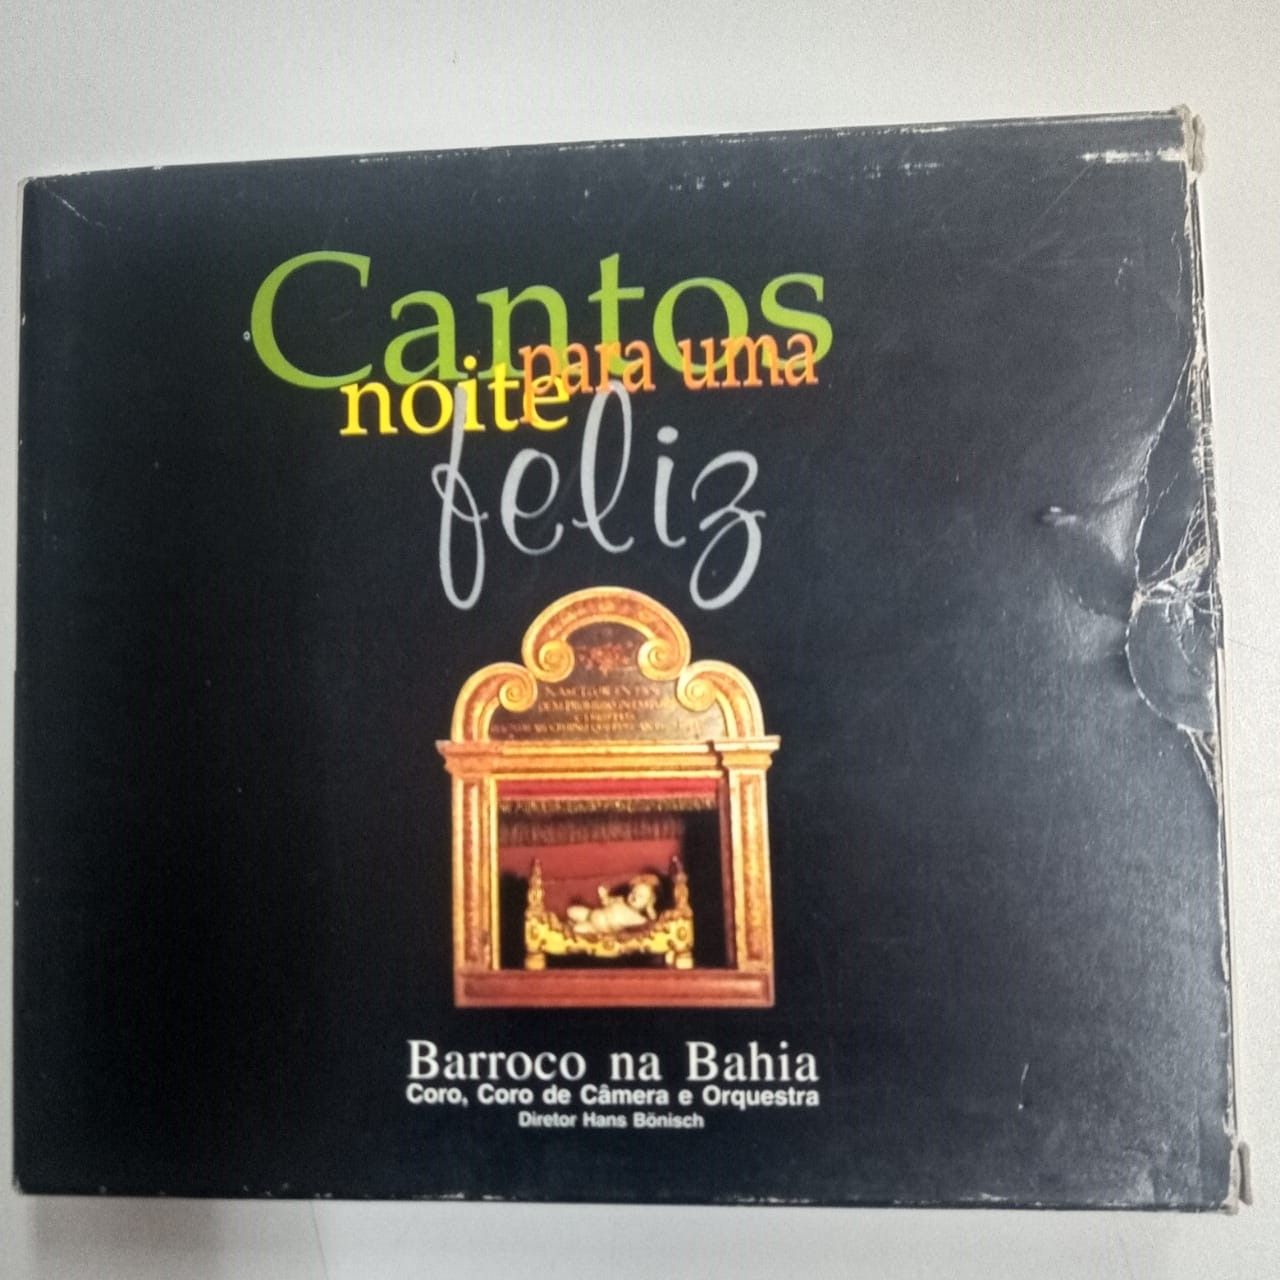 Cantos
para uma
noite
feliz
Barroco na Bahia
Coro, Coro de Câmera e Orquestra
Diretor Hans Bönisch